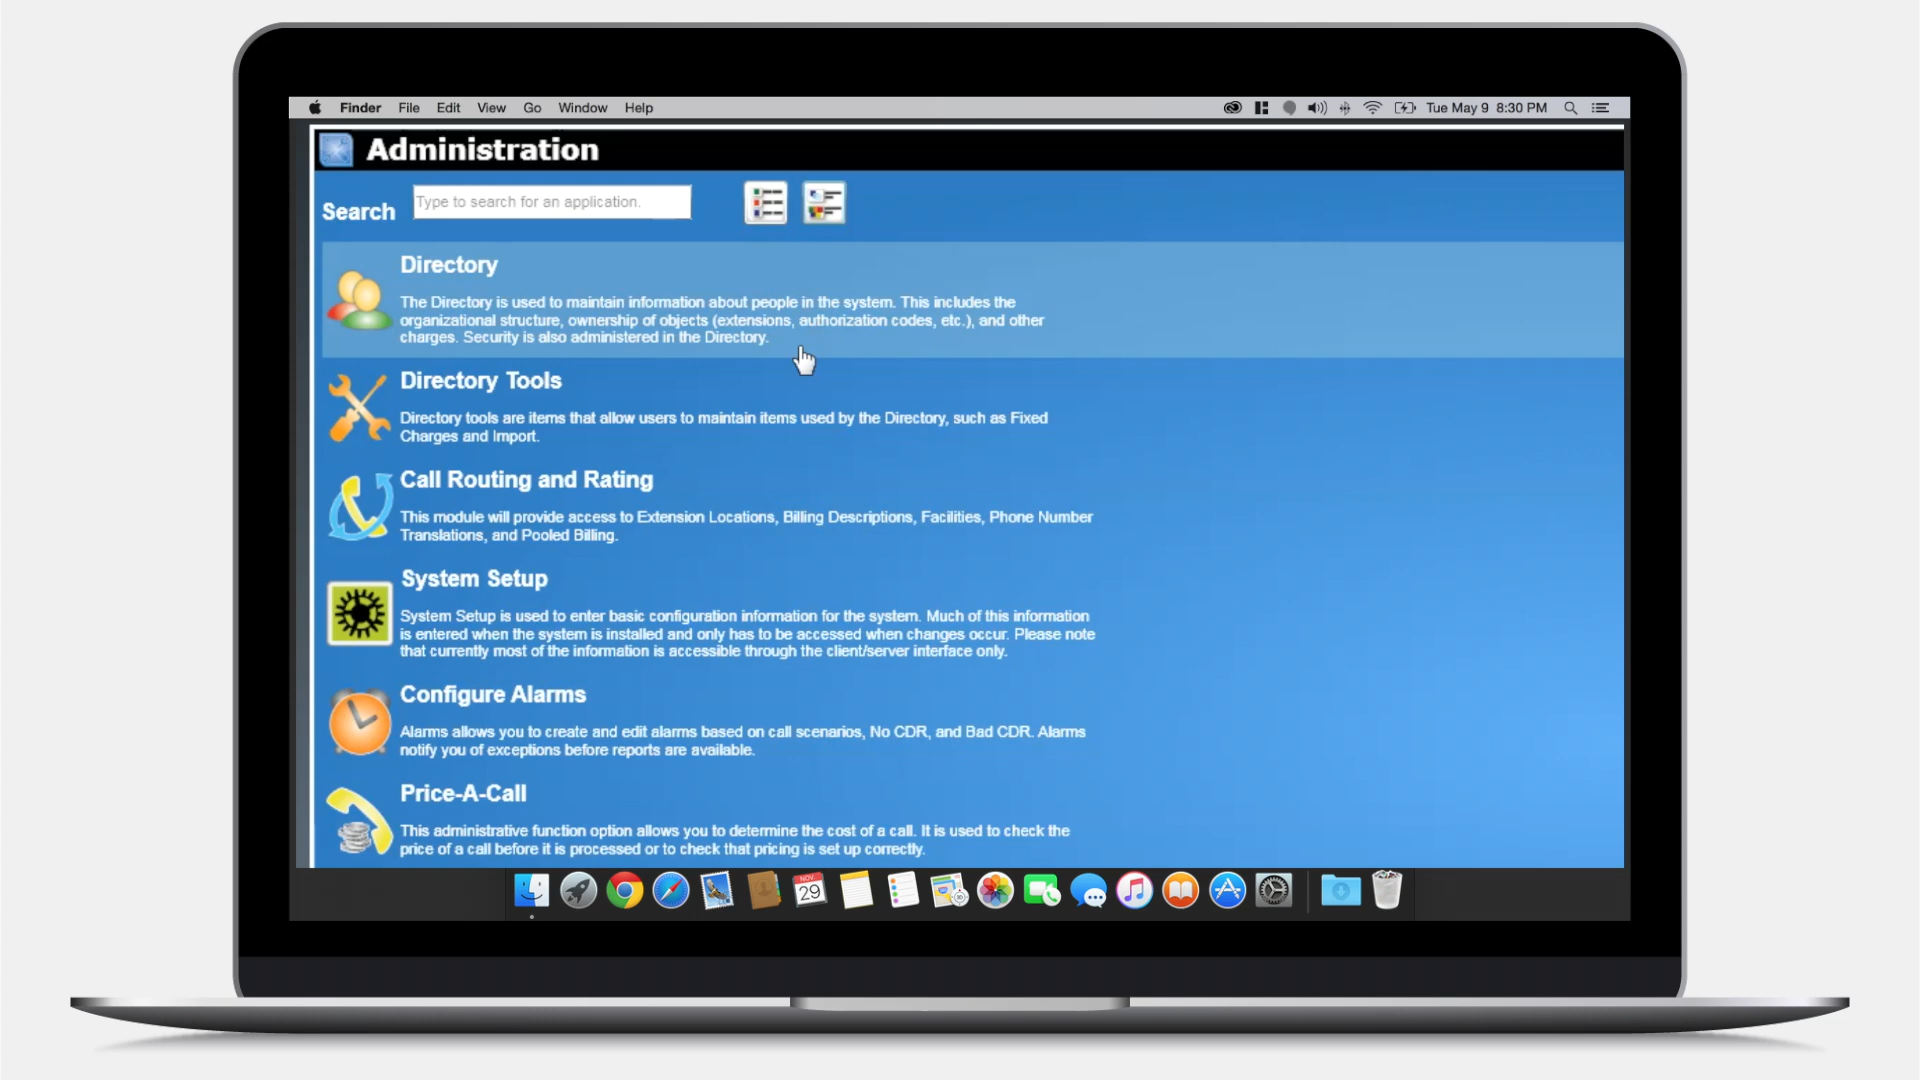 Finder File Edit View Go Window Help Tue May 9 8:30 PM
Administration
Search Type to search for an application.
Directory
The Directory is used to maintain information about people in the system. This includes the
organizational structure, ownership of objects (extensions, authorization codes, etc.), and other
charges. Security is also administered in the Directory.
Directory Tools
Directory tools are items that allow users to maintain items used by the Directory, such as Fixed
Charges and Import.
Call Routing and Rating
This module will provide access to Extension Locations, Billing Descriptions, Facilities, Phone Number
Translations, and Pooled Billing.
System Setup
System Setup is used to enter basic configuration information for the system. Much of this information
is entered when the system is installed and only has to be accessed when changes occur. Please note
that currently most of the information is accessible through the client/server interface only.
Configure Alarms
Alarms allows you to create and edit alarms based on call scenarios, No CDR, and Bad CDR. Alarms
notify you of exceptions before reports are available.
Price-A-Call
This administrative function option allows you to determine the cost of a call. It is used to check the
price of a call before it is processed or to check that pricing is set up correctly.
NOV
29